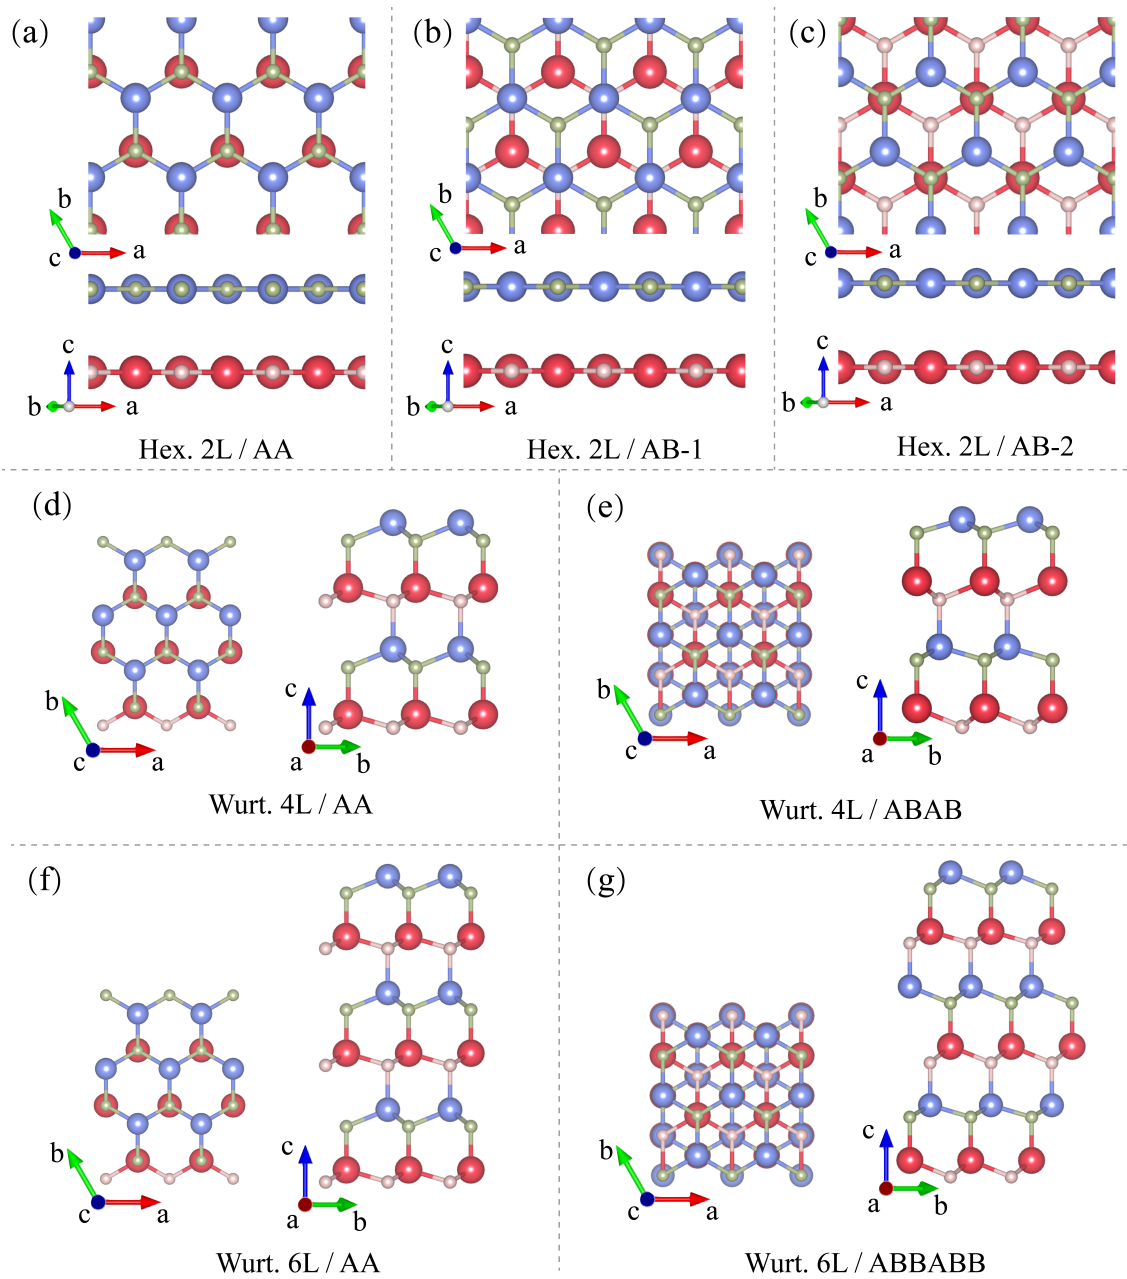 (a)
b
c
a
c
b
a
Hex. 2L / AA
(b)
b
c
a
c
b
a
Hex. 2L / AB-1
(c)
b
c
a
c
b
a
Hex. 2L / AB-2
(d)
b
c
a
c
a
b
Wurt. 4L / AA
(e)
b
c
a
c
a
b
Wurt. 4L / ABAB
(f)
b
c
a
c
a
b
Wurt. 6L / AA
(g)
b
c
a
c
a
b
Wurt. 6L / ABBABB